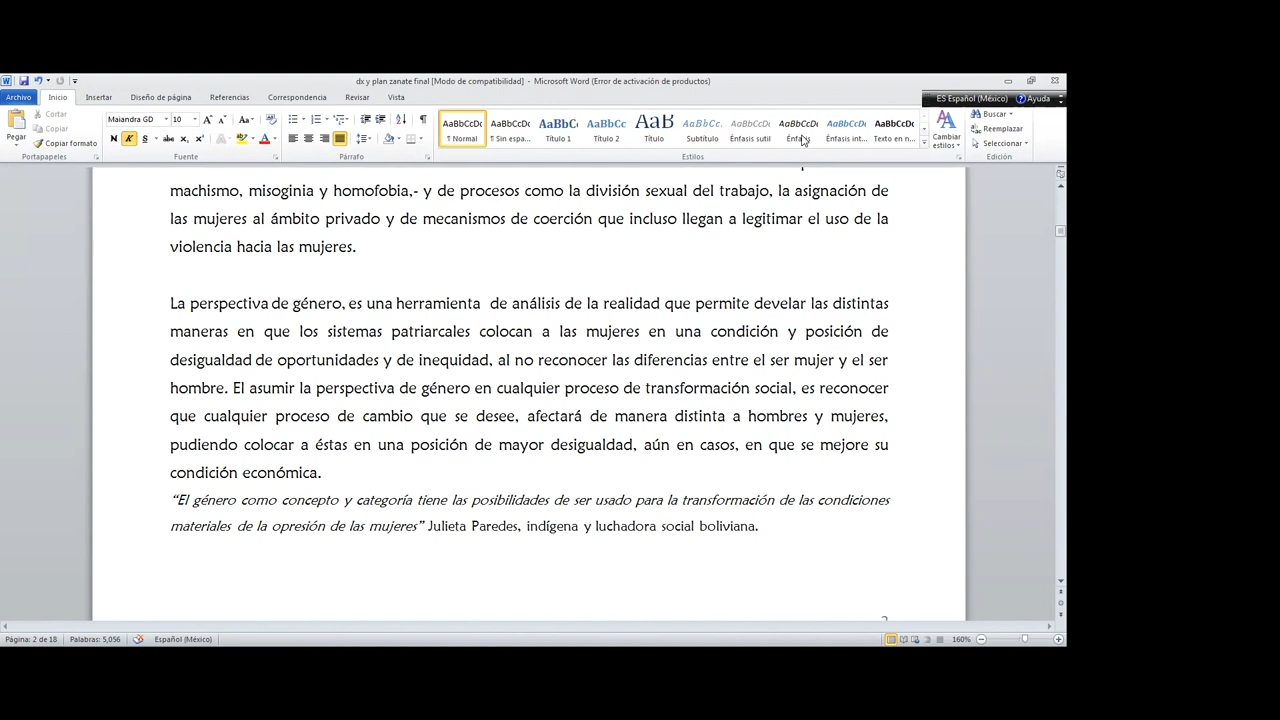 dx y plan zanate final [Modo de compatibilidad] - Microsoft Word (Error de activación de productos)
Archivo Inicio Insertar Diseño de página Referencias Correspondencia Revisar Vista
ES Español (México) Ayuda
Pegar
Cortar
Copiar
Copiar formato
Portapapeles
Maiandra GD 10
Fuente
Párrafo
AaBbCcDc AaBbCcDc AaBbC AaBbCc AaB AaBbCc. AaBbCcDc AaBbCcDc AaBbCcDc AaBbCcDc
¶ Normal ¶ Sin espa... Título 1 Título 2 Título Subtítulo Énfasis sutil Énfasis Énfasis int... Texto en n...
Estilos
Cambiar estilos
Buscar
Reemplazar
Seleccionar
Edición
machismo, misoginia y homofobia,- y de procesos como la división sexual del trabajo, la asignación de
las mujeres al ámbito privado y de mecanismos de coerción que incluso llegan a legitimar el uso de la
violencia hacia las mujeres.
La perspectiva de género, es una herramienta de análisis de la realidad que permite develar las distintas
maneras en que los sistemas patriarcales colocan a las mujeres en una condición y posición de
desigualdad de oportunidades y de inequidad, al no reconocer las diferencias entre el ser mujer y el ser
hombre. El asumir la perspectiva de género en cualquier proceso de transformación social, es reconocer
que cualquier proceso de cambio que se desee, afectará de manera distinta a hombres y mujeres,
pudiendo colocar a éstas en una posición de mayor desigualdad, aún en casos, en que se mejore su
condición económica.
“El género como concepto y categoría tiene las posibilidades de ser usado para la transformación de las condiciones
materiales de la opresión de las mujeres” Julieta Paredes, indígena y luchadora social boliviana.
Página: 2 de 18 Palabras: 5,056 Español (México) 160%